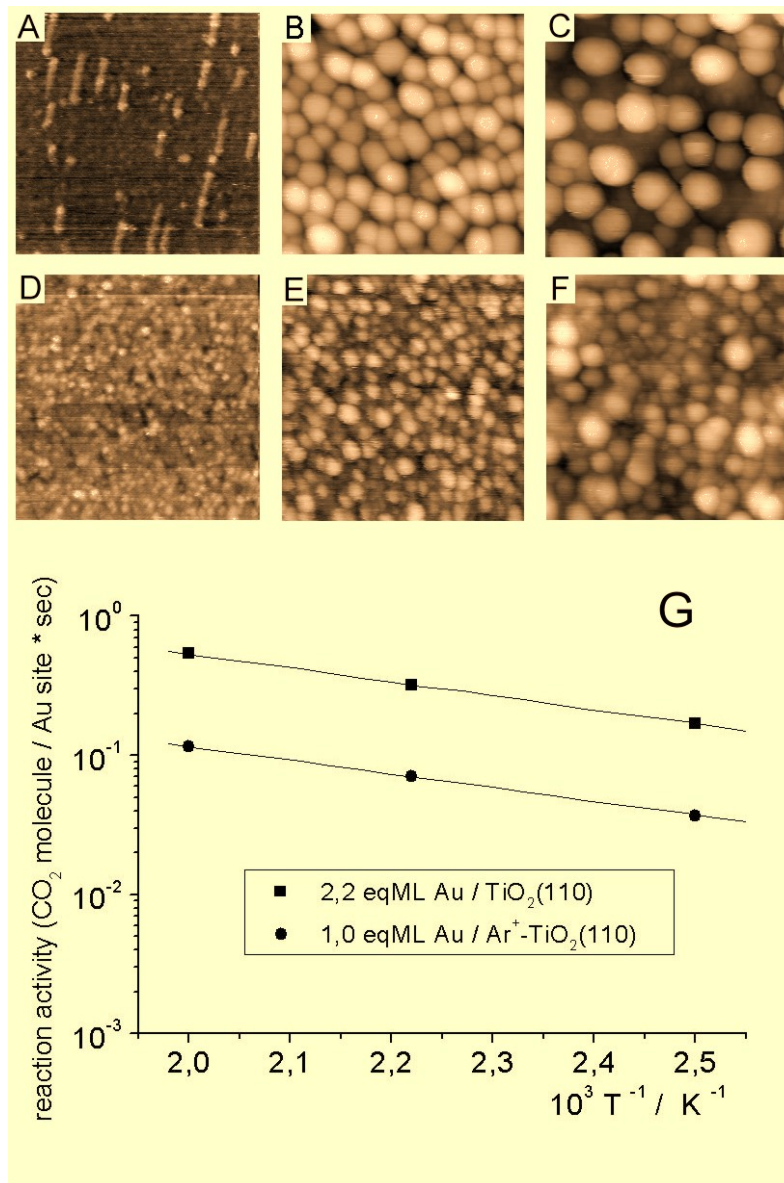 A B C
D E F
G
reaction activity (CO₂ molecule / Au site * sec)
10⁰
10⁻¹
10⁻²
10⁻³
■ 2,2 eqML Au / TiO₂(110)
● 1,0 eqML Au / Ar⁺-TiO₂(110)
2,0 2,1 2,2 2,3 2,4 2,5
10³ T⁻¹ / K⁻¹